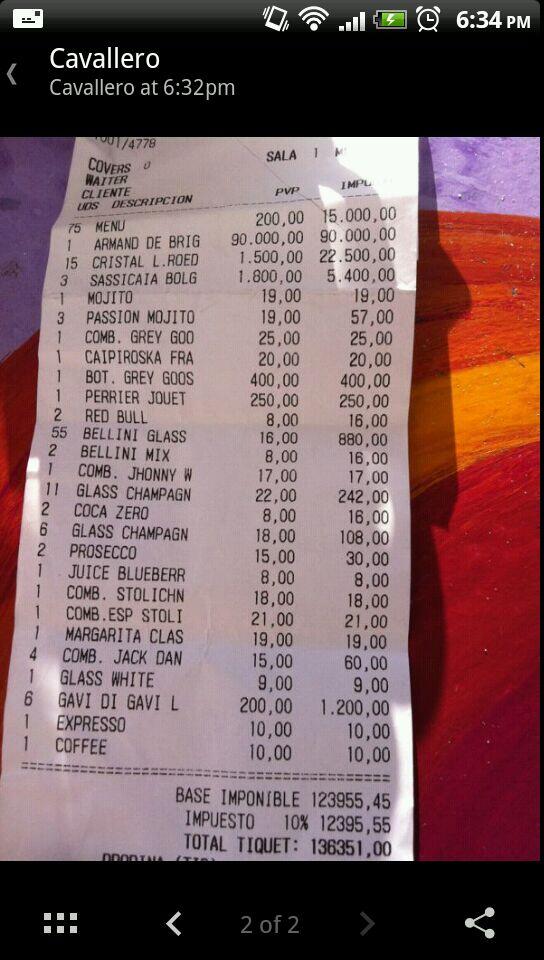 6:34 PM
Cavallero
Cavallero at 6:32pm
1001/4778
COVERS 0 SALA 1
WAITER
CLIENTE
UDS DESCRIPCION PVP
75 MENU 200,00 15.000,00
1 ARMAND DE BRIG 90.000,00 90.000,00
15 CRISTAL L.ROED 1.500,00 22.500,00
3 SASSICAIA BOLG 1.800,00 5.400,00
1 MOJITO 19,00 19,00
3 PASSION MOJITO 19,00 57,00
1 COMB. GREY GOO 25,00 25,00
1 CAIPIROSKA FRA 20,00 20,00
1 BOT. GREY GOOS 400,00 400,00
1 PERRIER JOUET 250,00 250,00
2 RED BULL 8,00 16,00
55 BELLINI GLASS 16,00 880,00
2 BELLINI MIX 8,00 16,00
1 COMB. JHONNY W 17,00 17,00
11 GLASS CHAMPAGN 22,00 242,00
2 COCA ZERO 8,00 16,00
6 GLASS CHAMPAGN 18,00 108,00
2 PROSECCO 15,00 30,00
1 JUICE BLUEBERR 8,00 8,00
1 COMB. STOLICHN 18,00 18,00
1 COMB.ESP STOLI 21,00 21,00
1 MARGARITA CLAS 19,00 19,00
4 COMB. JACK DAN 15,00 60,00
1 GLASS WHITE 9,00 9,00
6 GAVI DI GAVI L 200,00 1.200,00
1 EXPRESSO 10,00 10,00
1 COFFEE 10,00 10,00
BASE IMPONIBLE 123955,45
IMPUESTO 10% 12395,55
TOTAL TIQUET: 136351,00
2 of 2